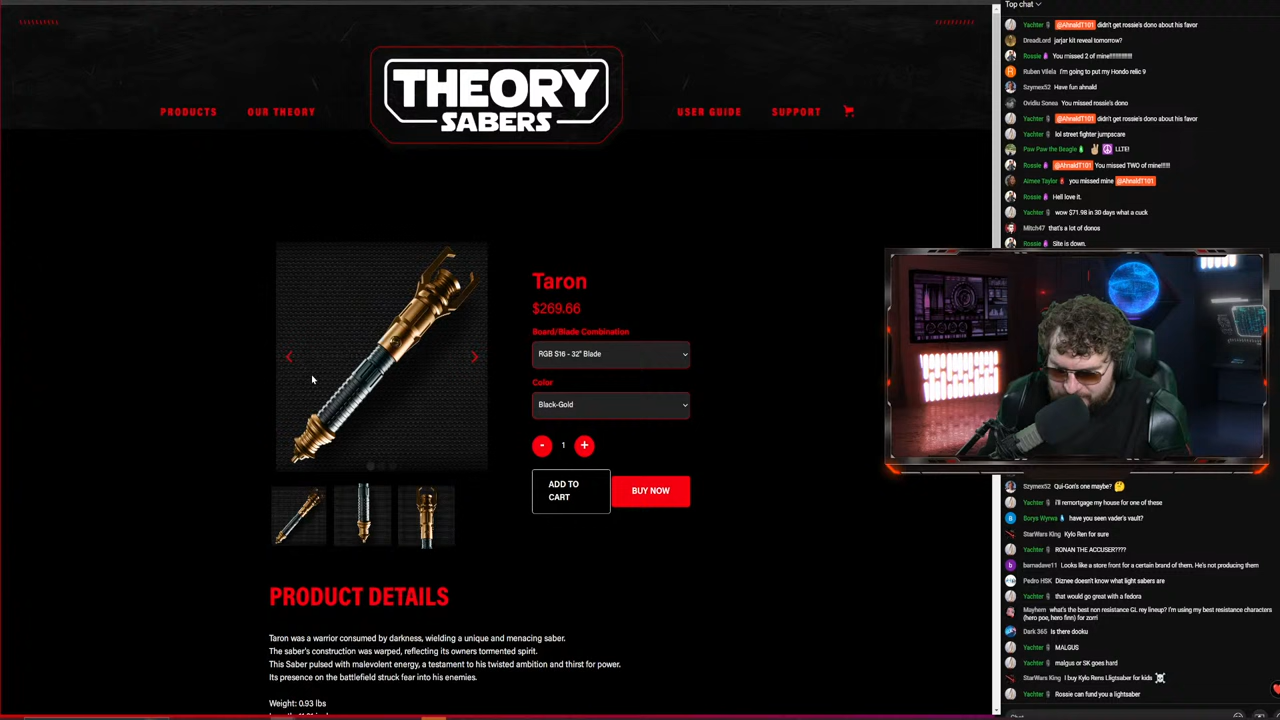 THEORY
SABERS
PRODUCTS
OUR THEORY
USER GUIDE
SUPPORT
Taron
$269.66
Board/Blade Combination
RGB S16 - 32" Blade
Color
Black-Gold
- 1 +
ADD TO
CART
BUY NOW
PRODUCT DETAILS
Taron was a warrior consumed by darkness, wielding a unique and menacing saber.
The saber's construction was warped, reflecting its owners tormented spirit.
This Saber pulsed with malevolent energy, a testament to his twisted ambition and thirst for power.
Its presence on the battlefield struck fear into his enemies.
Weight: 0.93 lbs
Top chat
Yachter @AhnaldT101 didn't get rossie's dono about his favor
DreadLord jarjar kit reveal tomorrow?
Rossie You missed 2 of mine!!!!!!!!!!!!!!!
Ruben Vilela I'm going to put my Hondo relic 9
Szymex52 Have fun ahnald
Ovidiu Sonea You missed rossie's dono
Yachter @AhnaldT101 didn't get rossie's dono about his favor
Yachter lol street fighter jumpscare
Paw Paw the Beagle LLTE!
Rossie @AhnaldT101 You missed TWO of mine!!!!!!
Aimee Taylor you missed mine @AhnaldT101
Rossie Hell love it.
Yachter wow $71.98 in 30 days what a cuck
Mitch47 that's a lot of donos
Rossie Site is down.
Szymex52 Qui-Gon's one maybe?
Yachter i'll remortgage my house for one of these
Borys Wyrwa have you seen vader's vault?
StarWars King Kylo Ren for sure
Yachter RONAN THE ACCUSER????
barnadave11 Looks like a store front for a certain brand of them. He's not producing them
Pedro HSK Diznee doesn't know what light sabers are
Yachter that would go great with a fedora
Mayhem what's the best non resistance GL rey lineup? I'm using my best resistance characters
(hero poe, hero finn) for zorri
Dark 365 Is there dooku
Yachter MALGUS
Yachter malgus or SK goes hard
StarWars King I buy Kylo Rens Lligtsaber for kids
Yachter Rossie can fund you a lightsaber